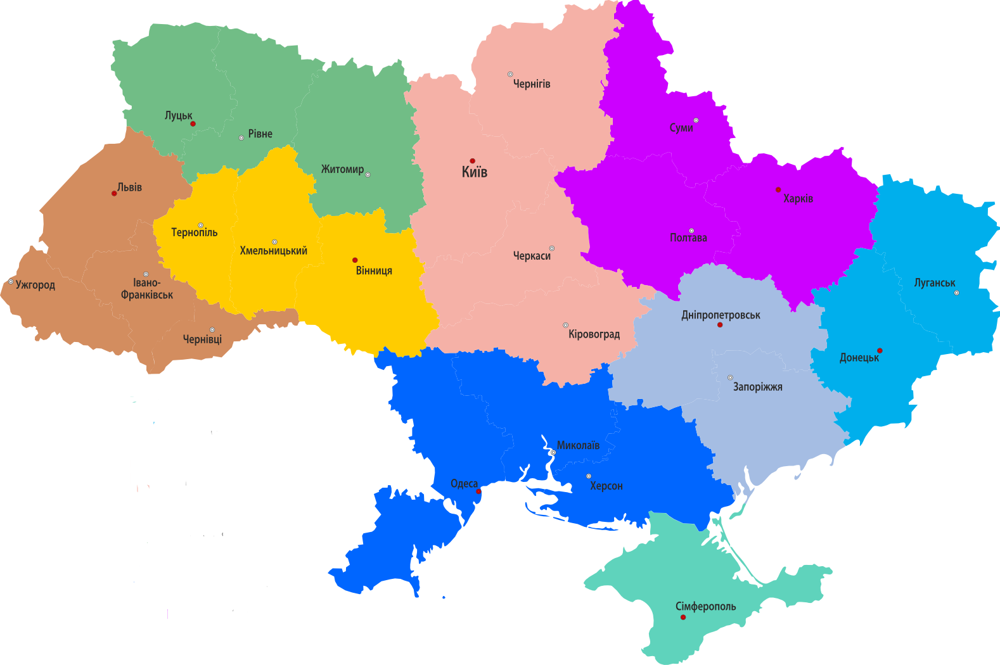 Чернігів
Луцьк
Суми
Рівне
Житомир
Київ
Львів
Харків
Тернопіль
Полтава
Хмельницький
Черкаси
Вінниця
Ужгород
Івано-
Франківськ
Луганськ
Дніпропетровськ
Кіровоград
Чернівці
Донецьк
Запоріжжя
Миколаїв
Одеса
Херсон
Сімферополь